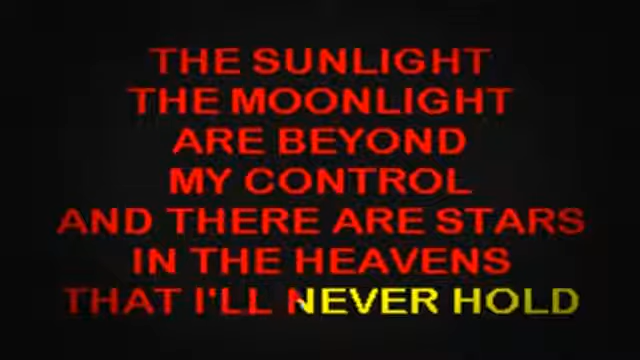 THE SUNLIGHT
THE MOONLIGHT
ARE BEYOND
MY CONTROL
AND THERE ARE STARS
IN THE HEAVENS
THAT I'LL NEVER HOLD